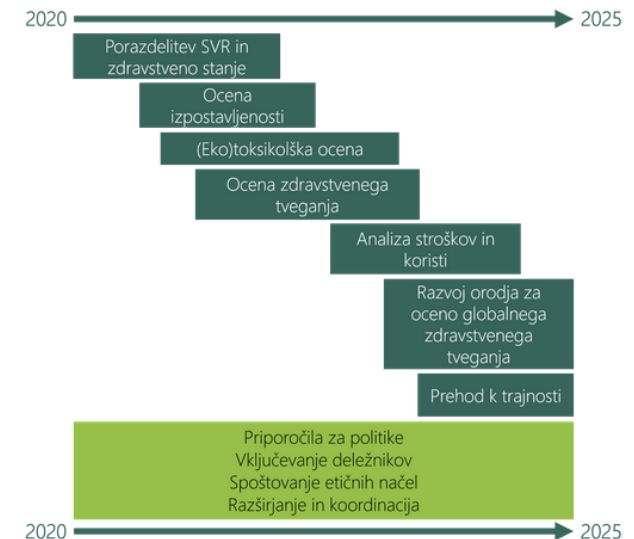 2020 2025
Porazdelitev SVR in
zdravstveno stanje
Ocena
izpostavljenosti
(Eko)toksikolška ocena
Ocena zdravstvenega
tveganja
Analiza stroškov in
koristi
Razvoj orodja za
oceno globalnega
zdravstvenega
tveganja
Prehod k trajnosti
Priporočila za politike
Vključevanje deležnikov
Spoštovanje etičnih načel
Razširjanje in koordinacija
2020 2025